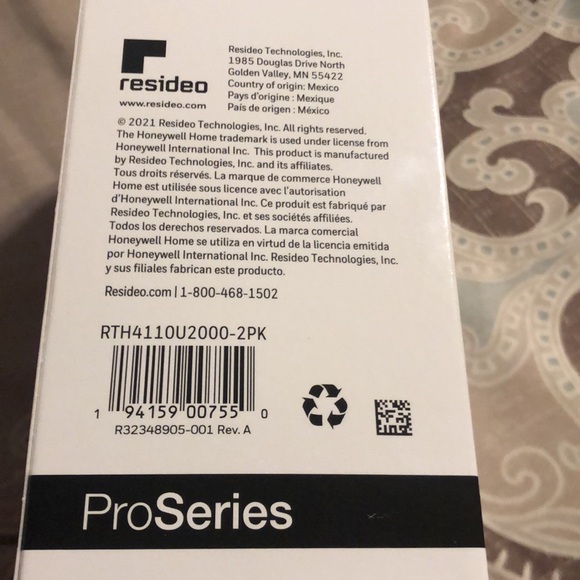 resideo
www.resideo.com
Resideo Technologies, Inc.
1985 Douglas Drive North
Golden Valley, MN 55422
Country of origin: Mexico
Pays d'origine : Mexique
País de origen : México
© 2021 Resideo Technologies, Inc. All rights reserved.
The Honeywell Home trademark is used under license from
Honeywell International Inc. This product is manufactured
by Resideo Technologies, Inc. and its affiliates.
Tous droits réservés. La marque de commerce Honeywell
Home est utilisée sous licence avec l'autorisation
d'Honeywell International Inc. Ce produit est fabriqué par
Resideo Technologies, Inc. et ses sociétés affiliées.
Todos los derechos reservados. La marca comercial
Honeywell Home se utiliza en virtud de la licencia emitida
por Honeywell International Inc. Resideo Technologies, Inc.
y sus filiales fabrican este producto.
Resideo.com | 1-800-468-1502
RTH4110U2000-2PK
1 94159 00755 0
R32348905-001 Rev. A
ProSeries